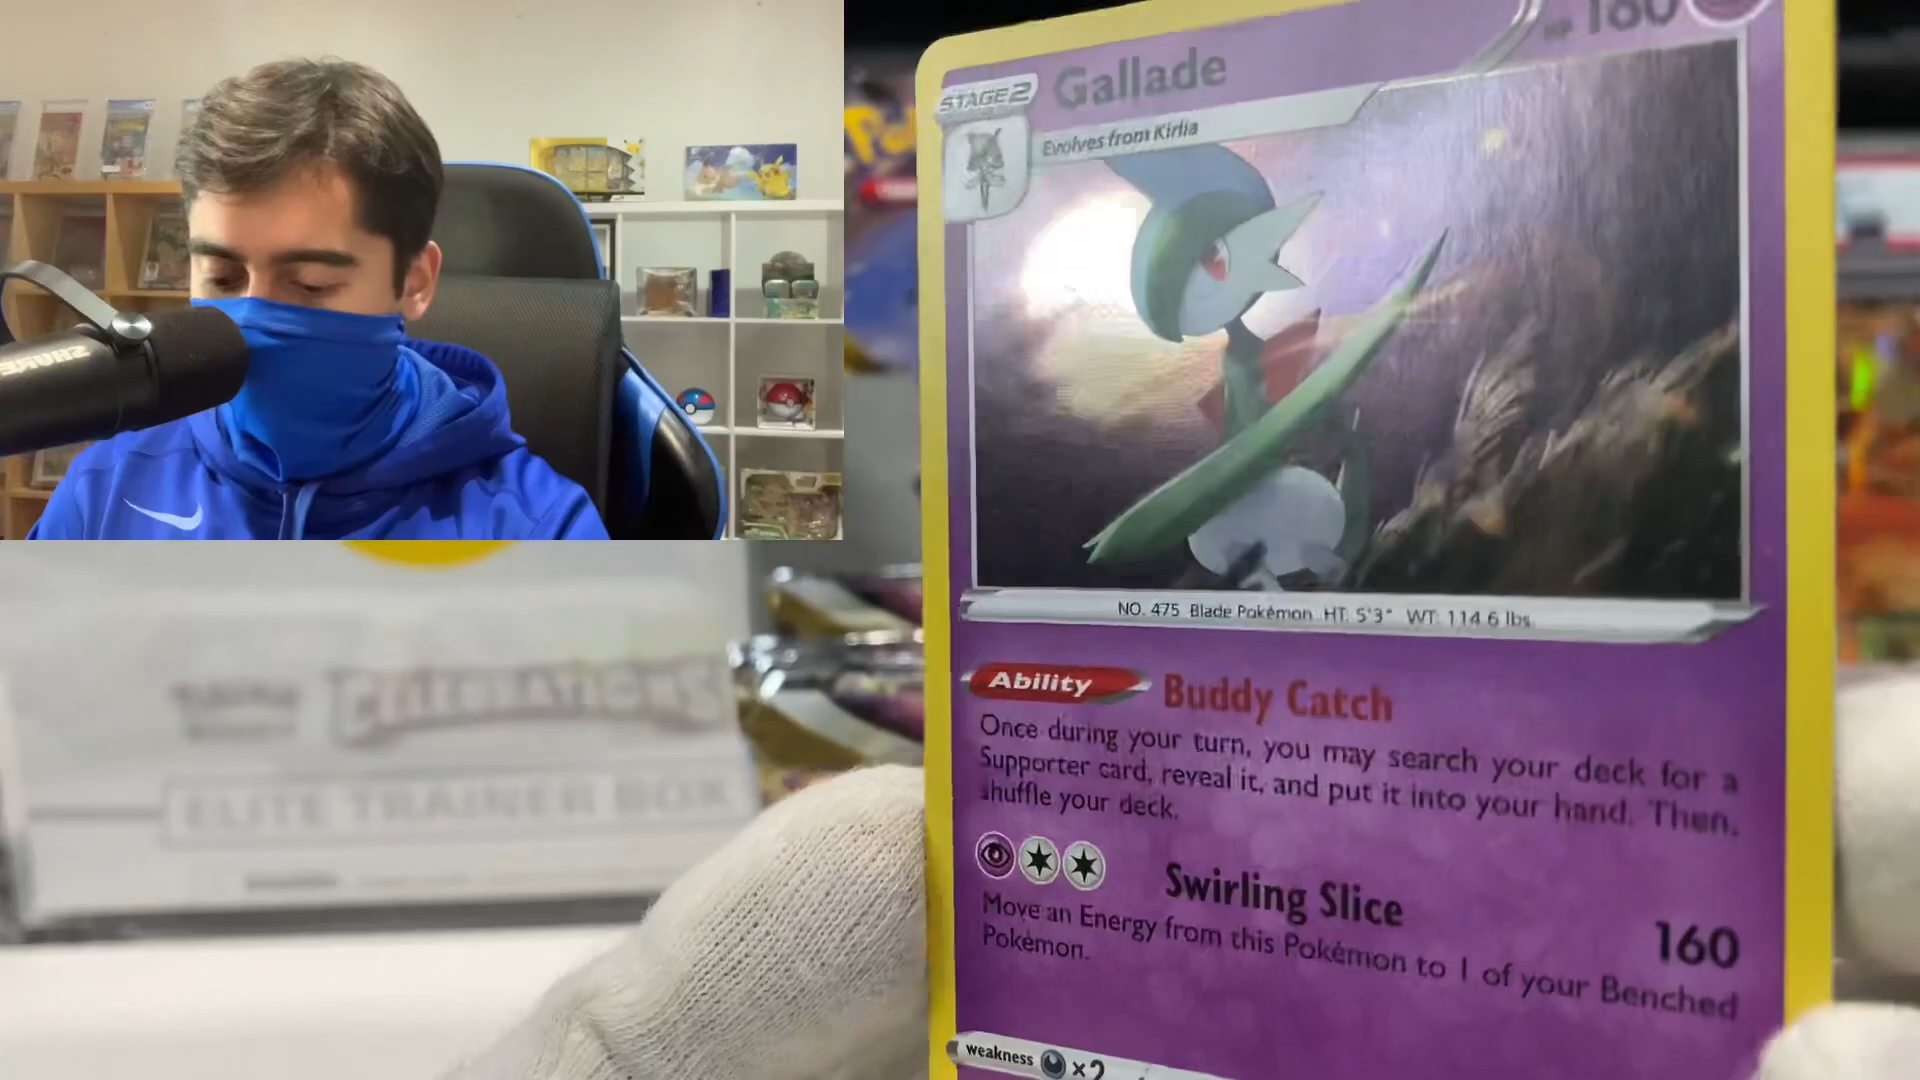 SHURE
180
STAGE2
Gallade
Evolves from Kirlia
NO. 475 Blade Pokémon HT: 5'3" WT: 114.6 lbs
Ability Buddy Catch
Once during your turn, you may search your deck for a
Supporter card, reveal it, and put it into your hand. Then,
shuffle your deck.
Swirling Slice
160
Move an Energy from this Pokémon to 1 of your Benched
Pokémon.
weakness ×2
ELITE TRAINER BOX